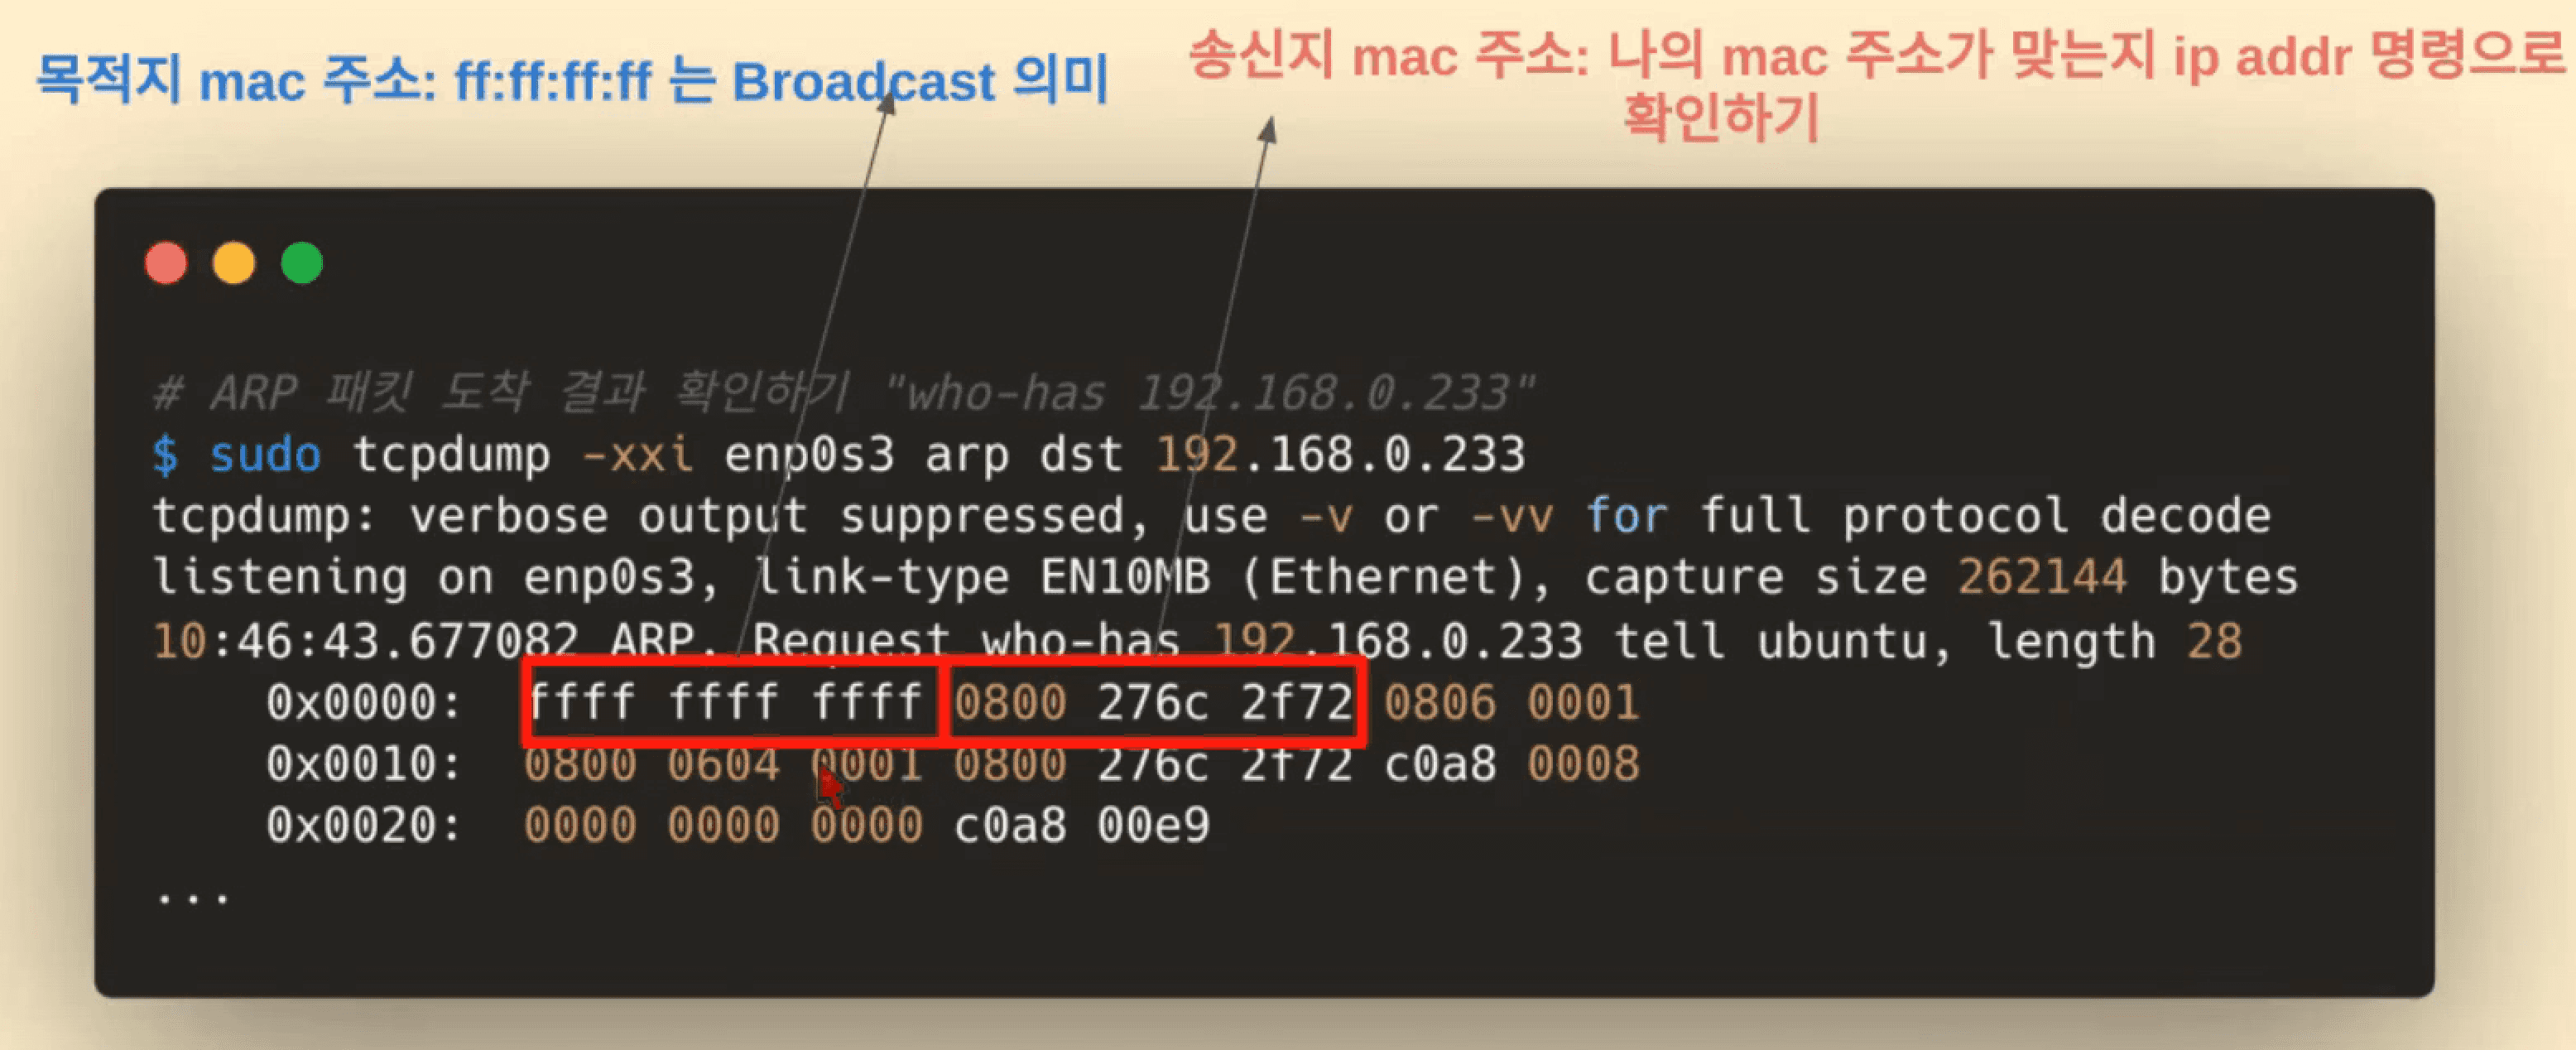 목적지 mac 주소: ff:ff:ff:ff 는 Broadcast 의미
송신지 mac 주소: 나의 mac 주소가 맞는지 ip addr 명령으로
확인하기
# ARP 패킷 도착 결과 확인하기 "who-has 192.168.0.233"
$ sudo tcpdump -xxi enp0s3 arp dst 192.168.0.233
tcpdump: verbose output suppressed, use -v or -vv for full protocol decode
listening on enp0s3, link-type EN10MB (Ethernet), capture size 262144 bytes
10:46:43.677082 ARP, Request who-has 192.168.0.233 tell ubuntu, length 28
0x0000: ffff ffff ffff 0800 276c 2f72 0806 0001
0x0010: 0800 0604 0001 0800 276c 2f72 c0a8 0008
0x0020: 0000 0000 0000 c0a8 00e9
...